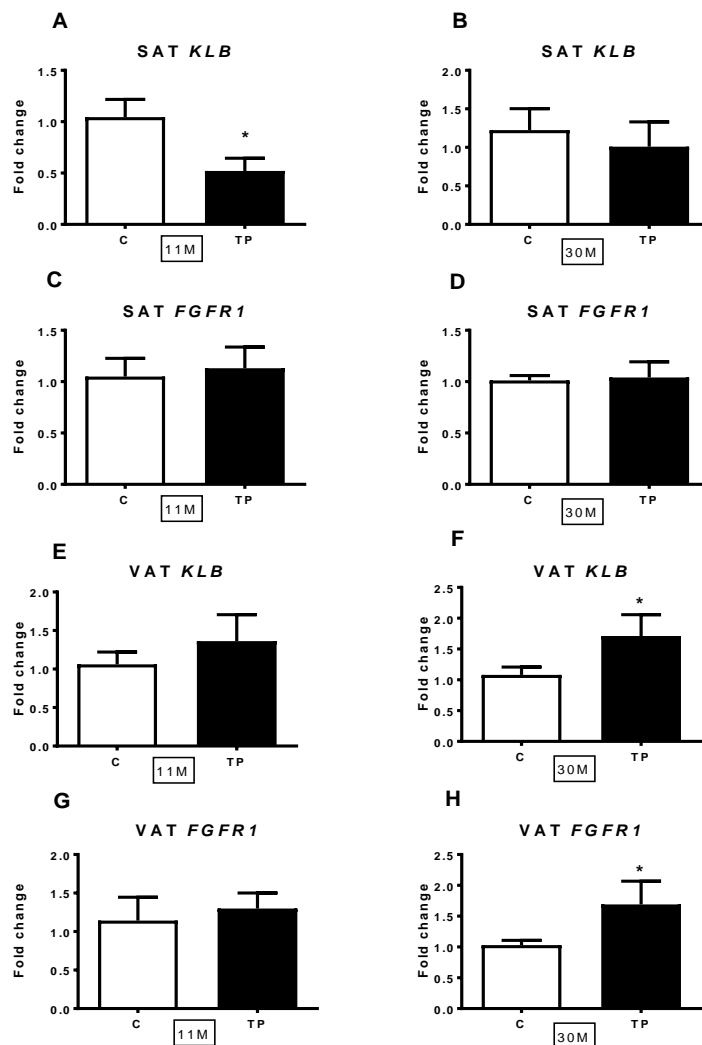 A
SAT KLB
Fold change
1.5
1.0
0.5
0.0
*
C
TP
11M
B
SAT KLB
Fold change
2.0
1.5
1.0
0.5
0.0
C
TP
30M
C
SAT FGFR1
Fold change
1.5
1.0
0.5
0.0
C
TP
11M
D
SAT FGFR1
Fold change
1.5
1.0
0.5
0.0
C
TP
30M
E
VAT KLB
Fold change
2.0
1.5
1.0
0.5
0.0
C
TP
11M
F
VAT KLB
Fold change
2.5
2.0
1.5
1.0
0.5
0.0
*
C
TP
30M
G
VAT FGFR1
Fold change
2.0
1.5
1.0
0.5
0.0
C
TP
11M
H
VAT FGFR1
Fold change
2.5
2.0
1.5
1.0
0.5
0.0
*
C
TP
30M